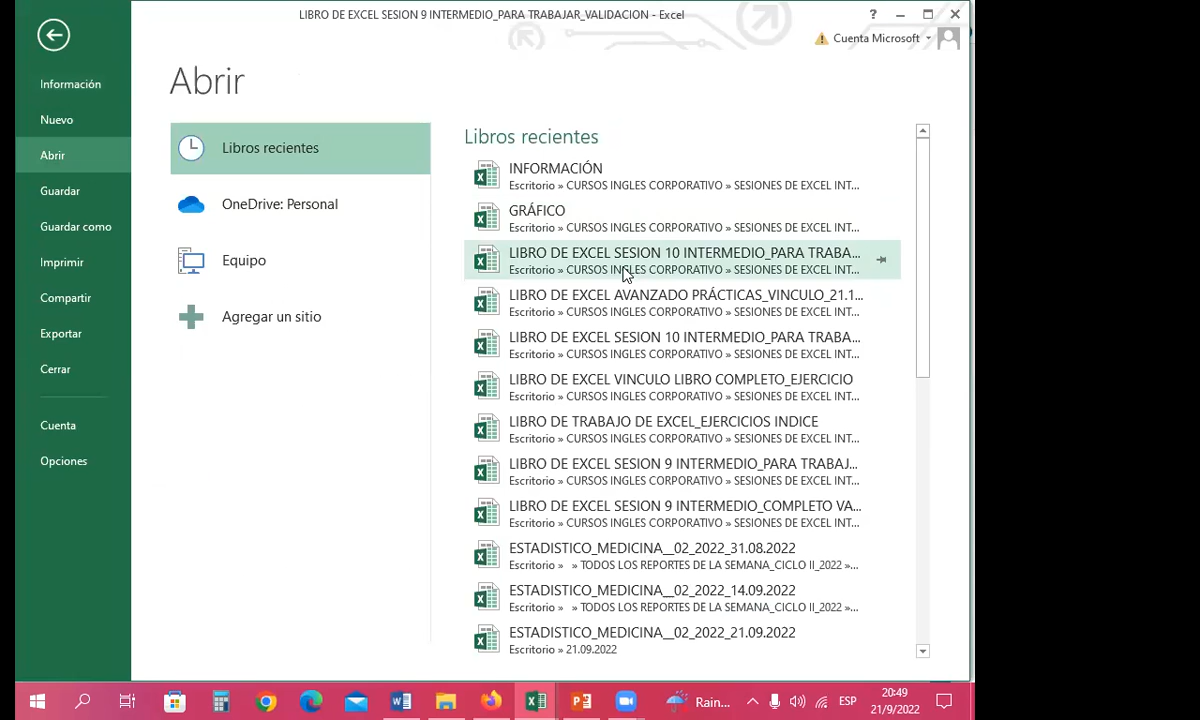 LIBRO DE EXCEL SESION 9 INTERMEDIO_PARA TRABAJAR_VALIDACION - Excel
?
Cuenta Microsoft
Información
Nuevo
Abrir
Guardar
Guardar como
Imprimir
Compartir
Exportar
Cerrar
Cuenta
Opciones
Abrir
Libros recientes
OneDrive: Personal
Equipo
Agregar un sitio
Libros recientes
INFORMACIÓN
Escritorio » CURSOS INGLES CORPORATIVO » SESIONES DE EXCEL INT...
GRÁFICO
Escritorio » CURSOS INGLES CORPORATIVO » SESIONES DE EXCEL INT...
LIBRO DE EXCEL SESION 10 INTERMEDIO_PARA TRABA...
Escritorio » CURSOS INGLES CORPORATIVO » SESIONES DE EXCEL INT...
LIBRO DE EXCEL AVANZADO PRÁCTICAS_VINCULO_21.1...
Escritorio » CURSOS INGLES CORPORATIVO » SESIONES DE EXCEL INT...
LIBRO DE EXCEL SESION 10 INTERMEDIO_PARA TRABA...
Escritorio » CURSOS INGLES CORPORATIVO » SESIONES DE EXCEL INT...
LIBRO DE EXCEL VINCULO LIBRO COMPLETO_EJERCICIO
Escritorio » CURSOS INGLES CORPORATIVO » SESIONES DE EXCEL INT...
LIBRO DE TRABAJO DE EXCEL_EJERCICIOS INDICE
Escritorio » CURSOS INGLES CORPORATIVO » SESIONES DE EXCEL INT...
LIBRO DE EXCEL SESION 9 INTERMEDIO_PARA TRABAJ...
Escritorio » CURSOS INGLES CORPORATIVO » SESIONES DE EXCEL INT...
LIBRO DE EXCEL SESION 9 INTERMEDIO_COMPLETO VA...
Escritorio » CURSOS INGLES CORPORATIVO » SESIONES DE EXCEL INT...
ESTADISTICO_MEDICINA__02_2022_31.08.2022
Escritorio » » TODOS LOS REPORTES DE LA SEMANA_CICLO II_2022 »...
ESTADISTICO_MEDICINA__02_2022_14.09.2022
Escritorio » » TODOS LOS REPORTES DE LA SEMANA_CICLO II_2022 »...
ESTADISTICO_MEDICINA__02_2022_21.09.2022
Escritorio » 21.09.2022
Rain...
ESP
20:49
21/9/2022